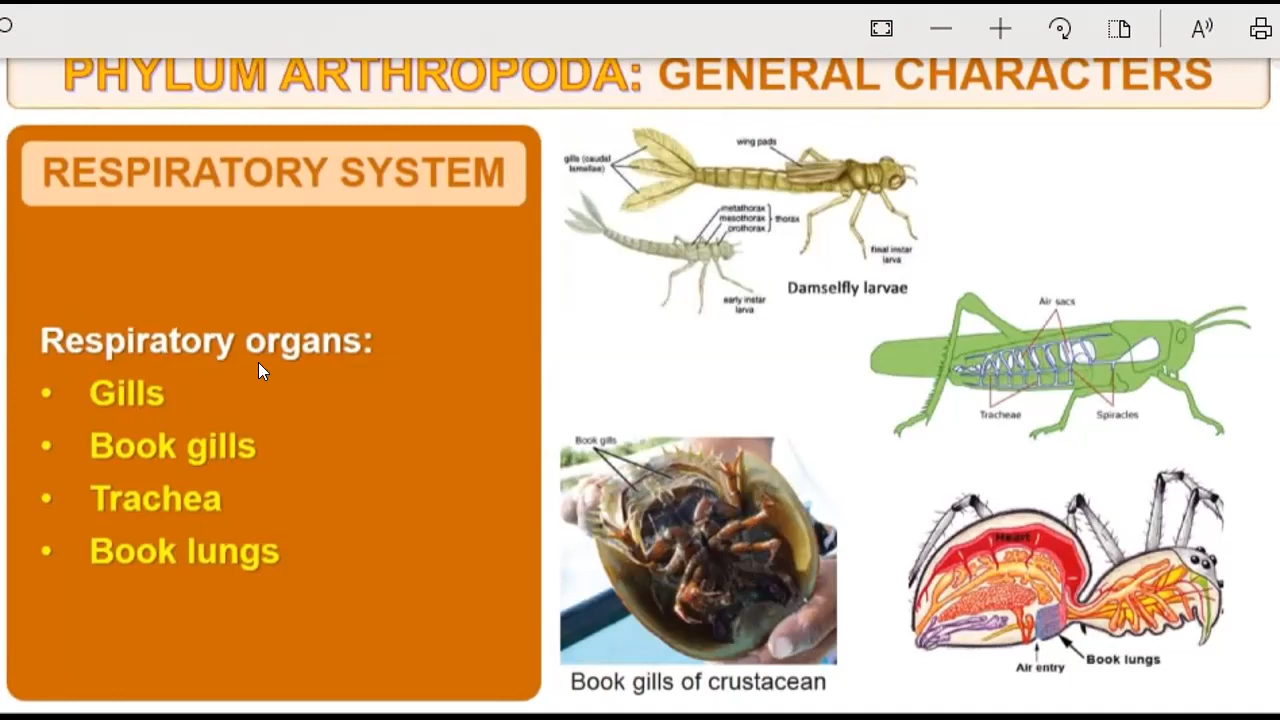 PHYLUM ARTHROPODA: GENERAL CHARACTERS
RESPIRATORY SYSTEM
Respiratory organs:
• Gills
• Book gills
• Trachea
• Book lungs
gills (caudal
lamellae)
wing pads
metathorax
mesothorax
prothorax
thorax
final instar
larva
early instar
larva
Damselfly larvae
Air sacs
Tracheae
Spiracles
Book gills
Book gills of crustacean
Heart
Air entry
Book lungs